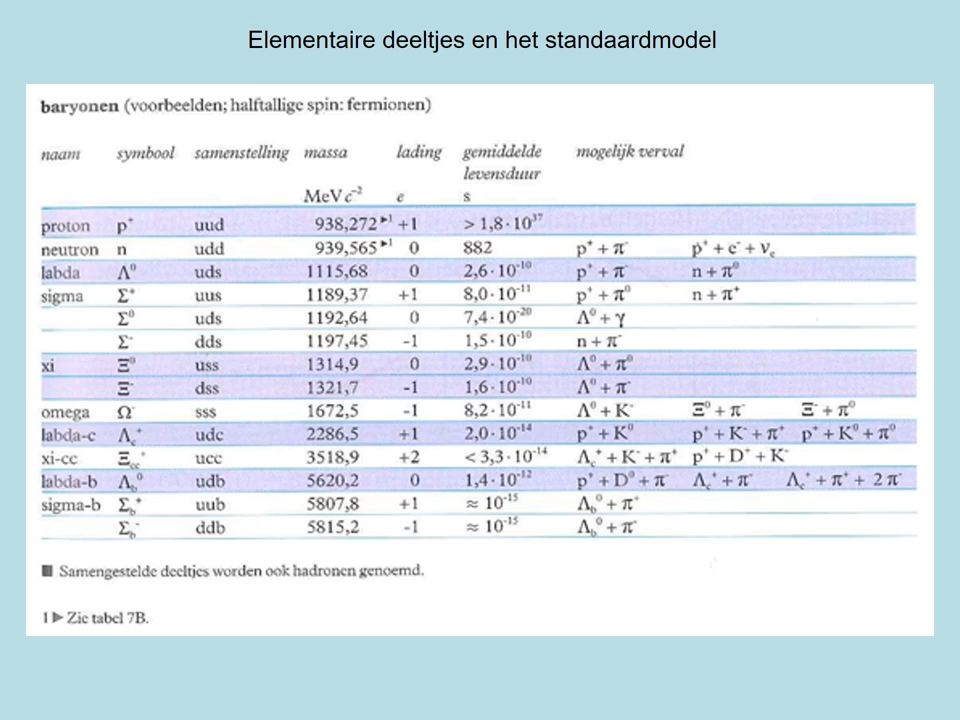 Elementaire deeltjes en het standaardmodel
baryonen (voorbeelden; halftallige spin: fermionen)
naam symbool samenstelling massa lading gemiddelde levensduur mogelijk verval
MeV c⁻² e s
proton p⁺ uud 938,272 ▸¹ +1 > 1,8 · 10³⁷
neutron n udd 939,565 ▸¹ 0 882 p⁺ + π⁻ p⁺ + e⁻ + νₑ
labda Λ⁰ uds 1115,68 0 2,6 · 10⁻¹⁰ p⁺ + π⁻ n + π⁰
sigma Σ⁺ uus 1189,37 +1 8,0 · 10⁻¹¹ p⁺ + π⁰ n + π⁺
Σ⁰ uds 1192,64 0 7,4 · 10⁻²⁰ Λ⁰ + γ
Σ⁻ dds 1197,45 -1 1,5 · 10⁻¹⁰ n + π⁻
xi Ξ⁰ uss 1314,9 0 2,9 · 10⁻¹⁰ Λ⁰ + π⁰
Ξ⁻ dss 1321,7 -1 1,6 · 10⁻¹⁰ Λ⁰ + π⁻
omega Ω⁻ sss 1672,5 -1 8,2 · 10⁻¹¹ Λ⁰ + K⁻ Ξ⁰ + π⁻ Ξ⁻ + π⁰
labda-c Λc⁺ udc 2286,5 +1 2,0 · 10⁻¹⁴ p⁺ + K⁰ p⁺ + K⁻ + π⁺ p⁺ + K⁰ + π⁰
xi-cc Ξcc⁺ ucc 3518,9 +2 < 3,3 · 10⁻¹⁴ Λc⁺ + K⁻ + π⁺ p⁺ + D⁺ + K⁻
labda-b Λb⁰ udb 5620,2 0 1,4 · 10⁻¹² p⁺ + D⁰ + π⁻ Λc⁺ + π⁻ Λc⁺ + π⁺ + 2 π⁻
sigma-b Σb⁺ uub 5807,8 +1 ≈ 10⁻¹⁵ Λb⁰ + π⁺
Σb⁻ ddb 5815,2 -1 ≈ 10⁻¹⁵ Λb⁰ + π⁻
■ Samengestelde deeltjes worden ook hadronen genoemd.
1 ▸ Zie tabel 7B.